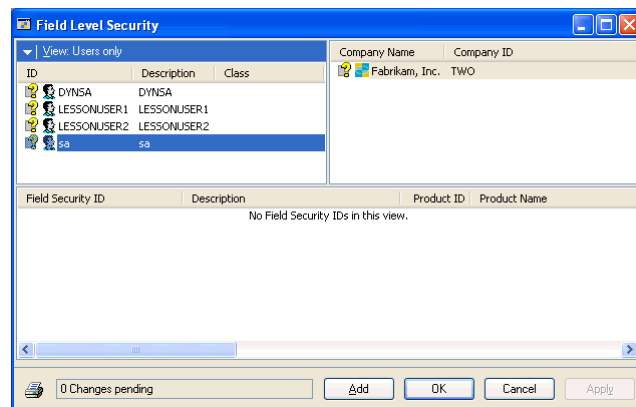 Field Level Security
View: Users only
ID Description Class
DYNSA DYNSA
LESSONUSER1 LESSONUSER1
LESSONUSER2 LESSONUSER2
sa sa
Company Name Company ID
Fabrikam, Inc. TWO
Field Security ID Description Product ID Product Name
No Field Security IDs in this view.
0 Changes pending Add OK Cancel Apply